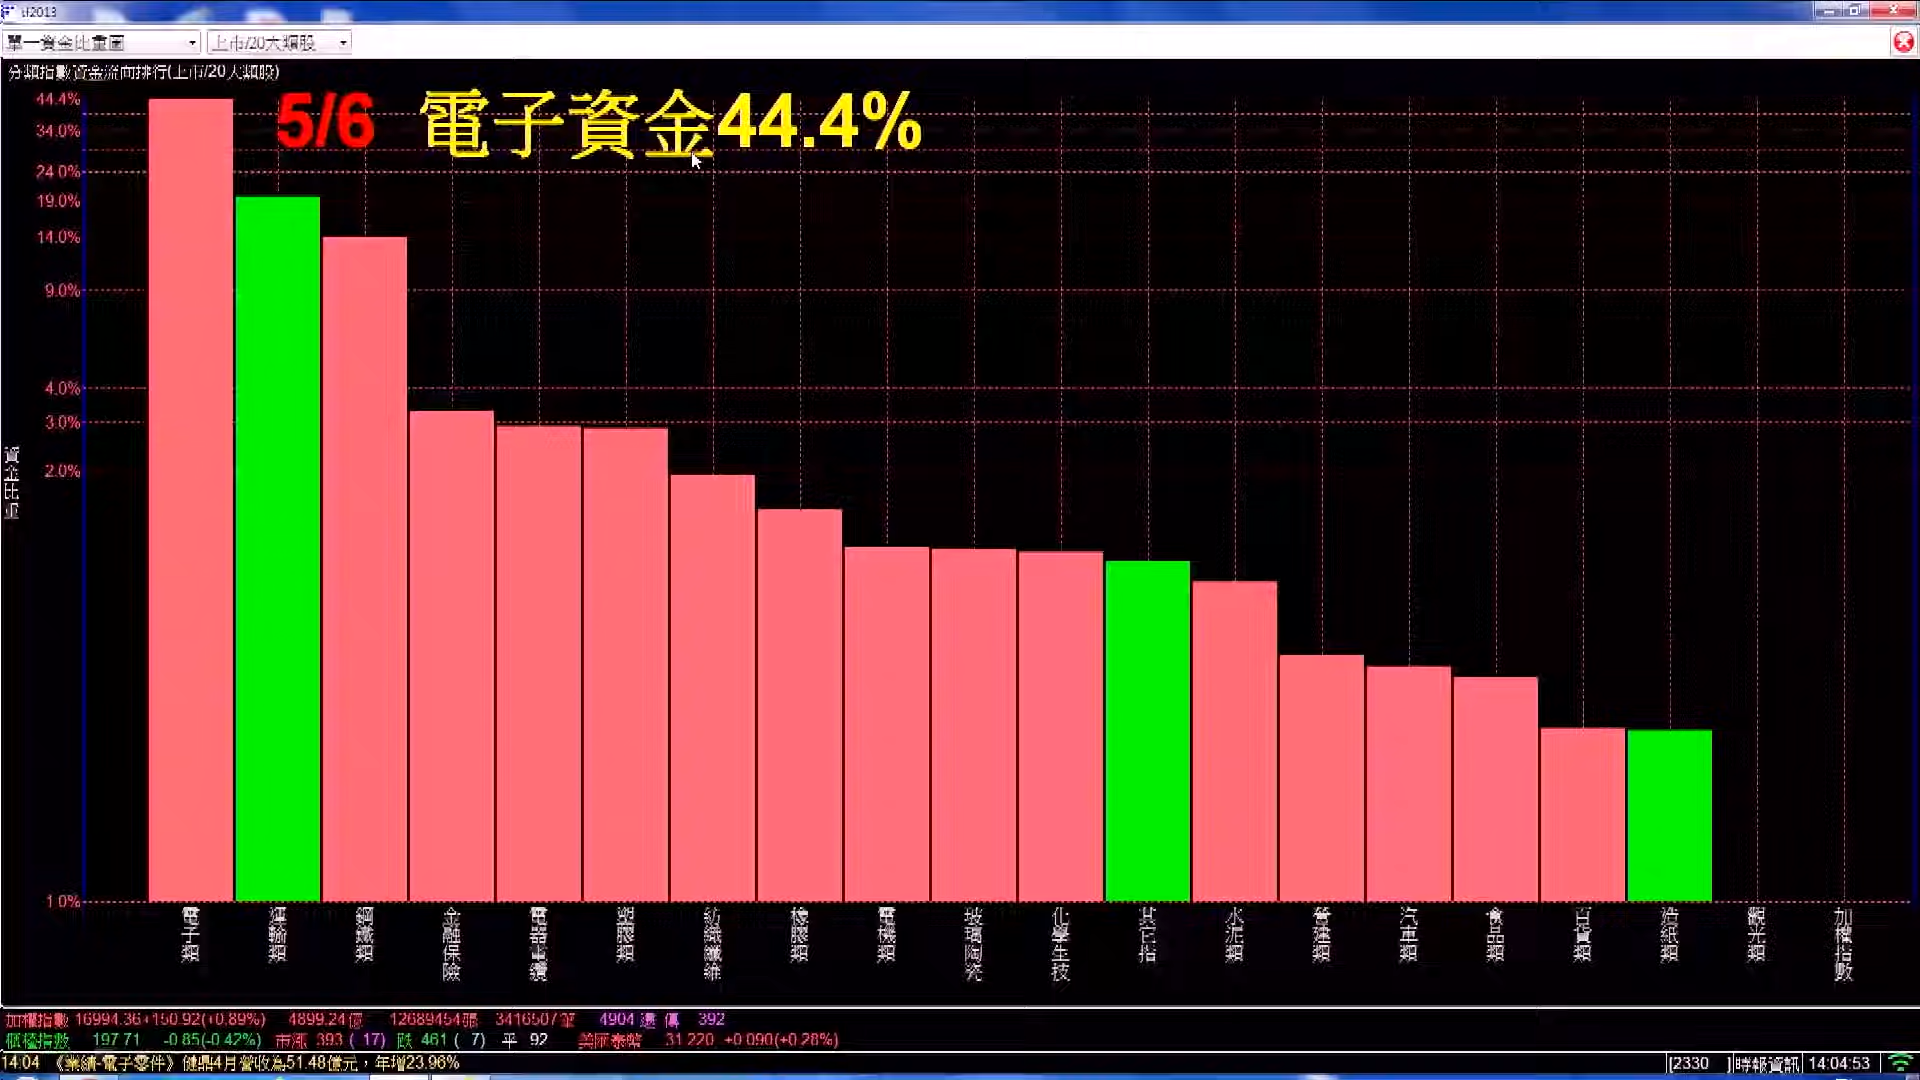 tl2013
單一資金比重圖 上市/20大類股
分類指數資金流向排行(上市/20大類股)
5/6 電子資金44.4%
44.4%
34.0%
24.0%
19.0%
14.0%
9.0%
4.0%
3.0%
2.0%
1.0%
資金比重
電子類
運輸類
鋼鐵類
金融保險
電器電纜
塑膠類
紡織纖維
橡膠類
電機類
玻璃陶瓷
化學生技
其它指
水泥類
營建類
汽車類
食品類
百貨類
造紙類
觀光類
加權指數
加權指數 16994.36+150.92(+0.89%) 4899.24億 12689454張 3416507筆 4904 392
櫃檯指數 197.71 -0.85(-0.42%) 市漲 393 ( 17) 跌 461 ( 7) 平 92 美匯泰幣 31.220 +0.090(+0.28%)
14:04 《業績-電子零件》健鼎4月營收為51.48億元，年增23.96% [2330 ]時報資訊 14:04:53